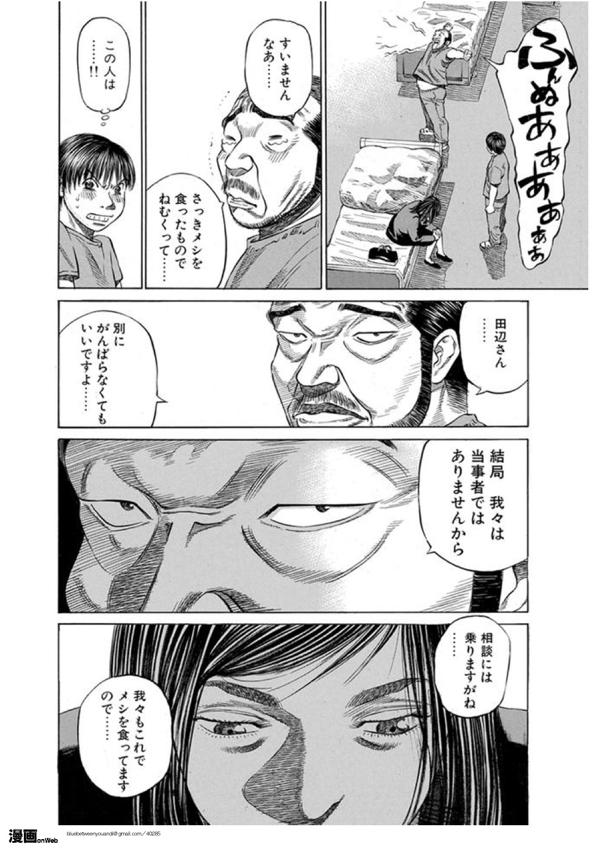 ふんぬあぁあぁぁぁ
すいません
なあ……
さっきメシを
食ったもので
ねむくって……
この人は
……!!
田辺さん
……
別に
がんばらなくても
いいですよ……
結局　我々は
当事者では
ありませんから
相談には
乗りますがね
……
我々もこれで
メシを食ってます
ので……
漫画onWeb
bluebetweenyouandi@gmail.com/40285